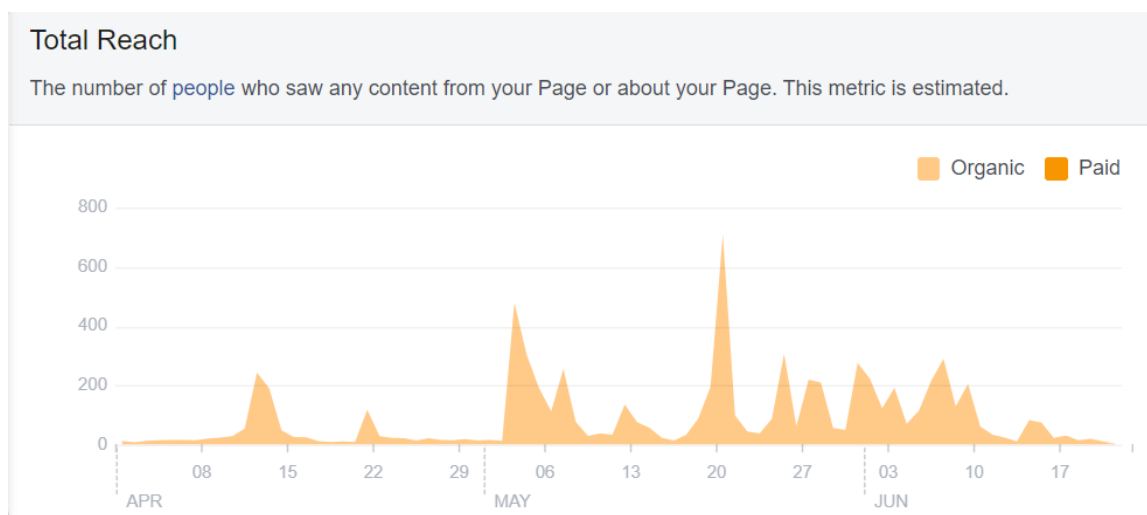 Total Reach
The number of people who saw any content from your Page or about your Page. This metric is estimated.
Organic Paid
800
600
400
200
0
08 15 22 29 06 13 20 27 03 10 17
APR MAY JUN